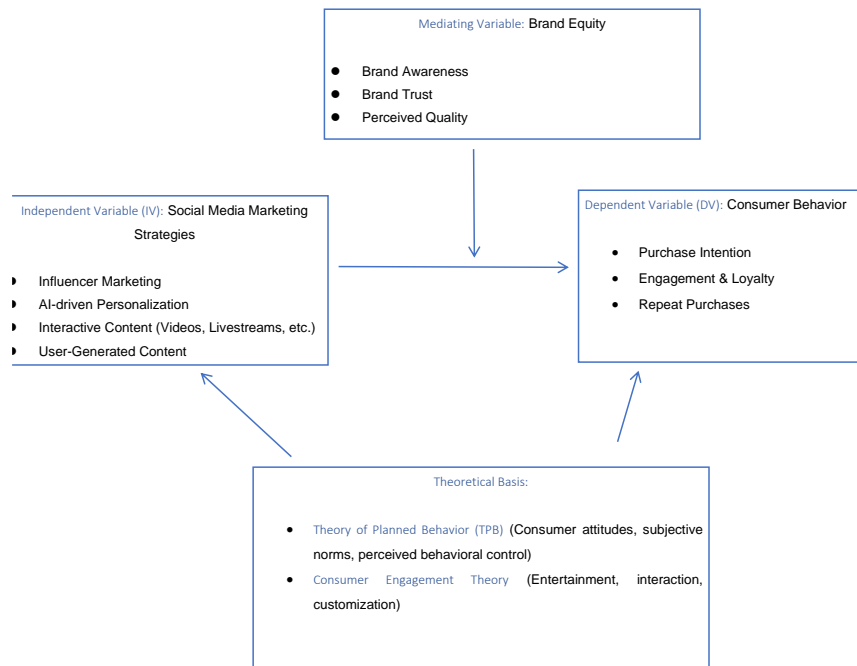 Mediating Variable: Brand Equity
● Brand Awareness
● Brand Trust
● Perceived Quality
Independent Variable (IV): Social Media Marketing
Strategies
● Influencer Marketing
● AI-driven Personalization
● Interactive Content (Videos, Livestreams, etc.)
● User-Generated Content
Dependent Variable (DV): Consumer Behavior
• Purchase Intention
• Engagement & Loyalty
• Repeat Purchases
Theoretical Basis:
• Theory of Planned Behavior (TPB) (Consumer attitudes, subjective
norms, perceived behavioral control)
• Consumer Engagement Theory (Entertainment, interaction,
customization)